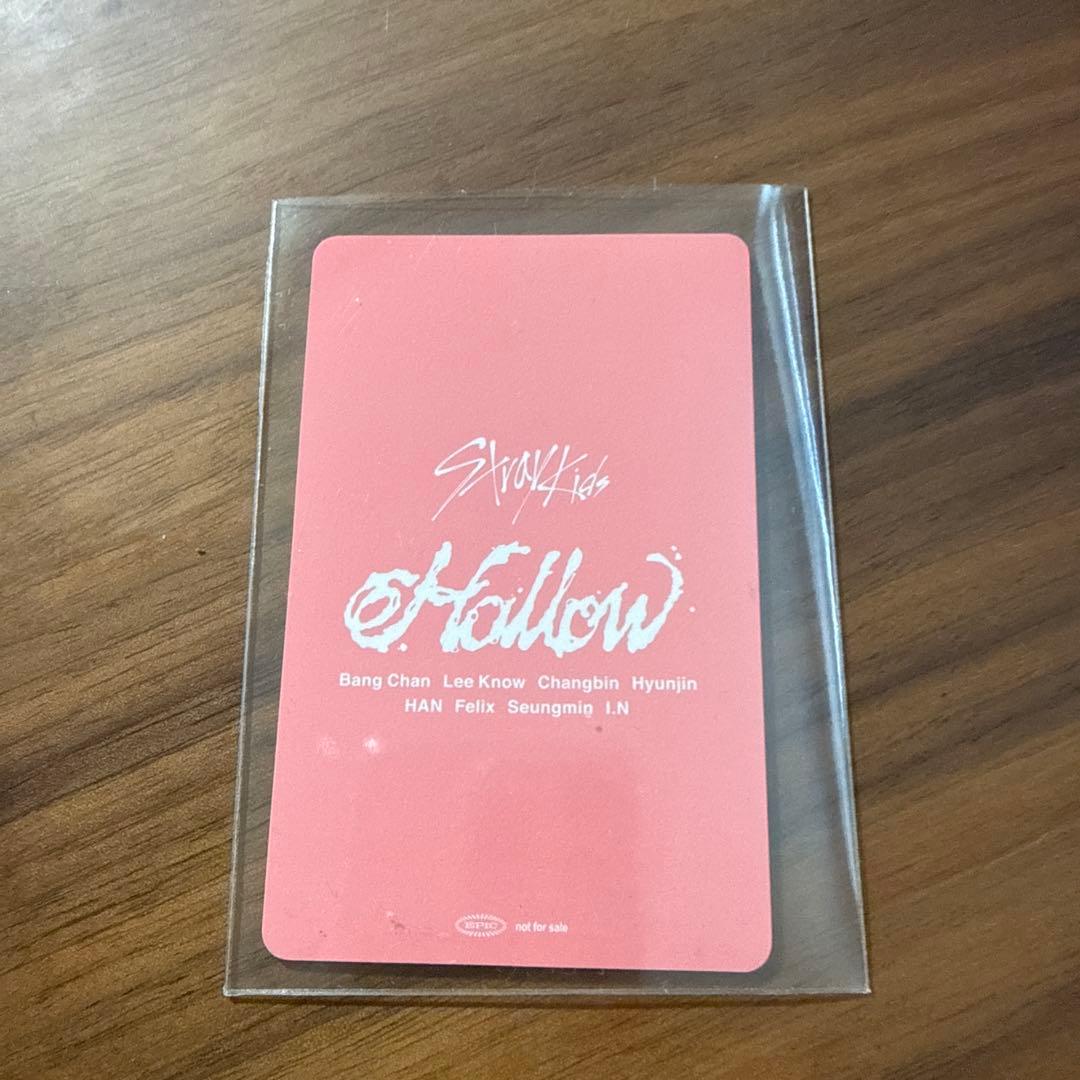 Stray Kids
Hollow
Bang Chan Lee Know Changbin Hyunjin
HAN Felix Seungmin I.N
EPIC not for sale